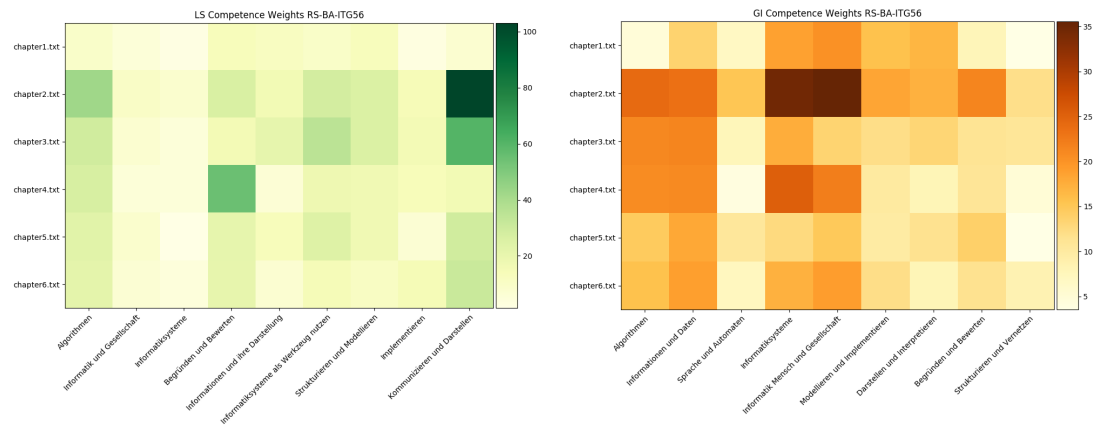 LS Competence Weights RS-BA-ITG56
chapter1.txt
chapter2.txt
chapter3.txt
chapter4.txt
chapter5.txt
chapter6.txt
Algorithmen
Informatik und Gesellschaft
Informatiksysteme
Begründen und Bewerten
Informationen und ihre Darstellung
Informatiksysteme als Werkzeug nutzen
Strukturieren und Modellieren
Implementieren
Kommunizieren und Darstellen
100
80
60
40
20
GI Competence Weights RS-BA-ITG56
chapter1.txt
chapter2.txt
chapter3.txt
chapter4.txt
chapter5.txt
chapter6.txt
Algorithmen
Informationen und Daten
Sprache und Automaten
Informatiksysteme
Informatik Mensch und Gesellschaft
Modellieren und Implementieren
Darstellen und Interpretieren
Begründen und Bewerten
Strukturieren und Vernetzen
35
30
25
20
15
10
5